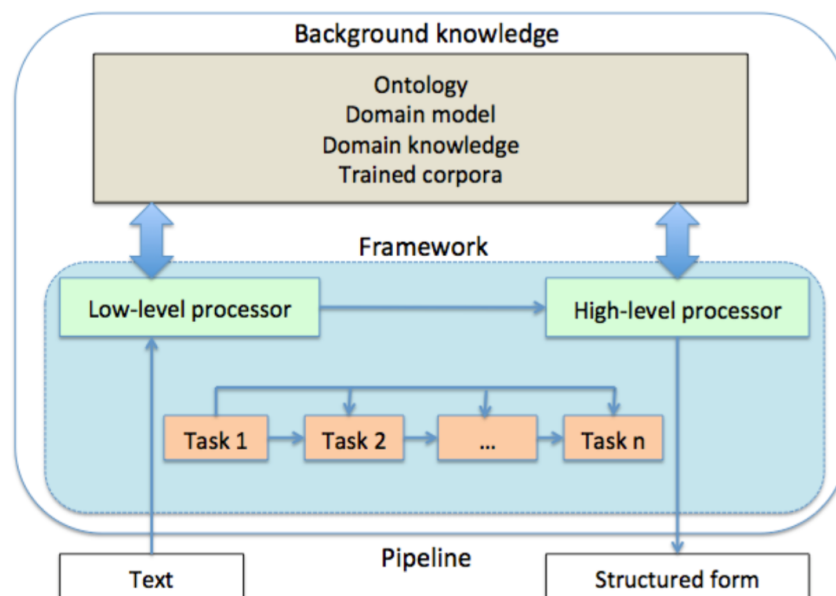 Background knowledge
Ontology
Domain model
Domain knowledge
Trained corpora
Framework
Low-level processor
High-level processor
Task 1
Task 2
...
Task n
Pipeline
Text
Structured form